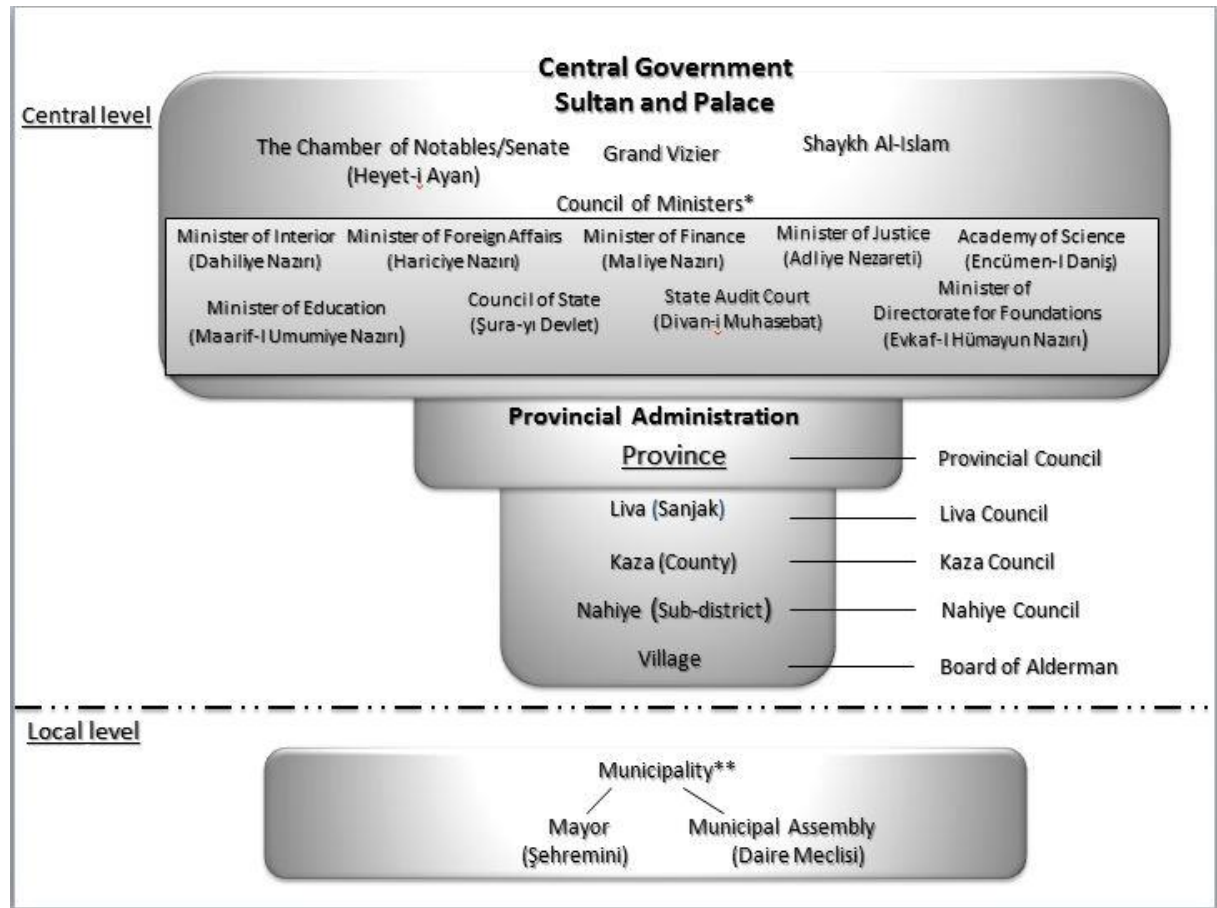 Central Government
Sultan and Palace
Central level
The Chamber of Notables/Senate
(Heyet-i Ayan)
Grand Vizier
Shaykh Al-Islam
Council of Ministers*
Minister of Interior
(Dahiliye Nazırı)
Minister of Foreign Affairs
(Hariciye Nazırı)
Minister of Finance
(Maliye Nazırı)
Minister of Justice
(Adliye Nezareti)
Academy of Science
(Encümen-I Daniş)
Minister of Education
(Maarif-I Umumiye Nazırı)
Council of State
(Şura-yı Devlet)
State Audit Court
(Divan-i Muhasebat)
Minister of
Directorate for Foundations
(Evkaf-I Hümayun Nazırı)
Provincial Administration
Province
Provincial Council
Liva (Sanjak)
Liva Council
Kaza (County)
Kaza Council
Nahiye (Sub-district)
Nahiye Council
Village
Board of Alderman
Local level
Municipality**
Mayor
(Şehremini)
Municipal Assembly
(Daire Meclisi)